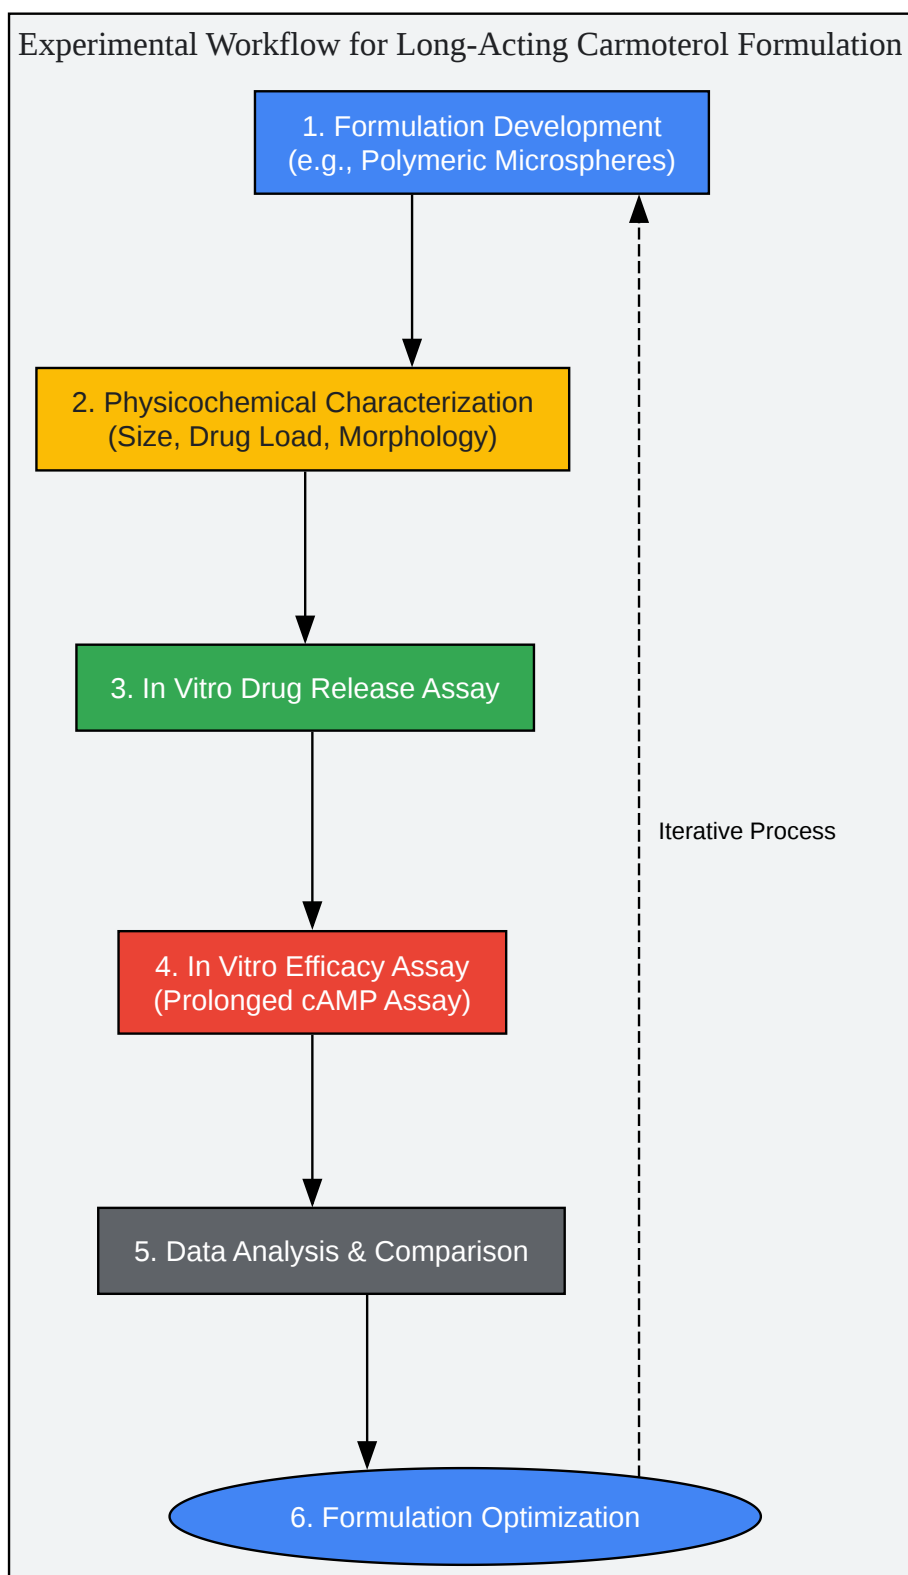 Experimental Workflow for Long-Acting Carmoterol Formulation
1. Formulation Development
(e.g., Polymeric Microspheres)
2. Physicochemical Characterization
(Size, Drug Load, Morphology)
3. In Vitro Drug Release Assay
Iterative Process
4. In Vitro Efficacy Assay
(Prolonged cAMP Assay)
5. Data Analysis & Comparison
6. Formulation Optimization